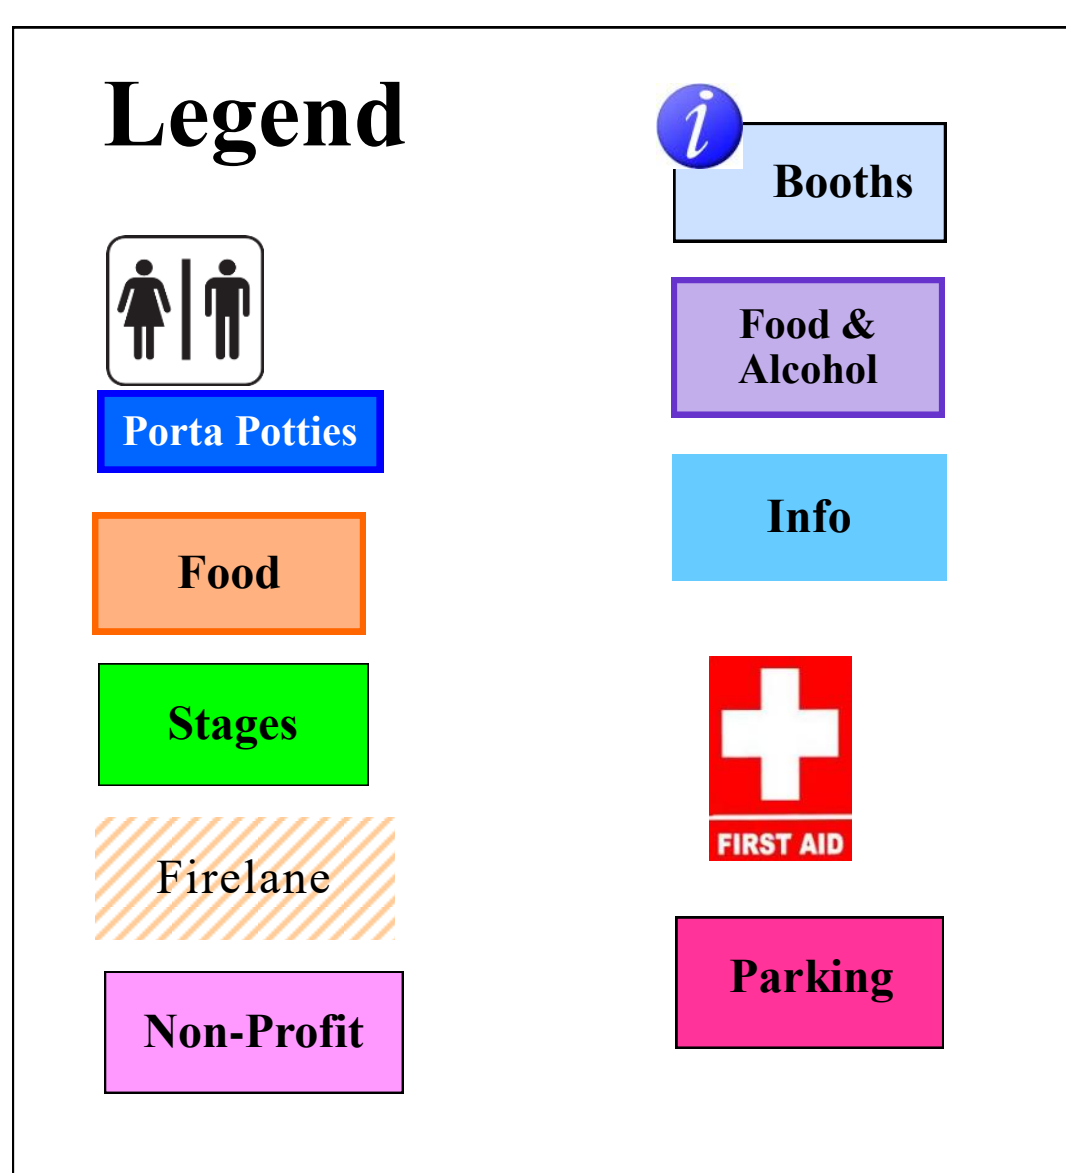 Legend
Porta Potties
Food
Stages
Firelane
Non-Profit
i
Booths
Food &
Alcohol
Info
FIRST AID
Parking